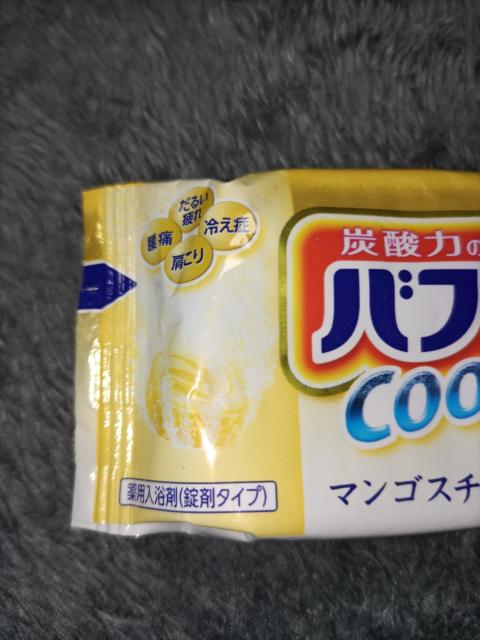 だるい
疲れ
腰痛
冷え症
肩こり
炭酸力の
バブ
COO
マンゴスチ
薬用入浴剤(錠剤タイプ)